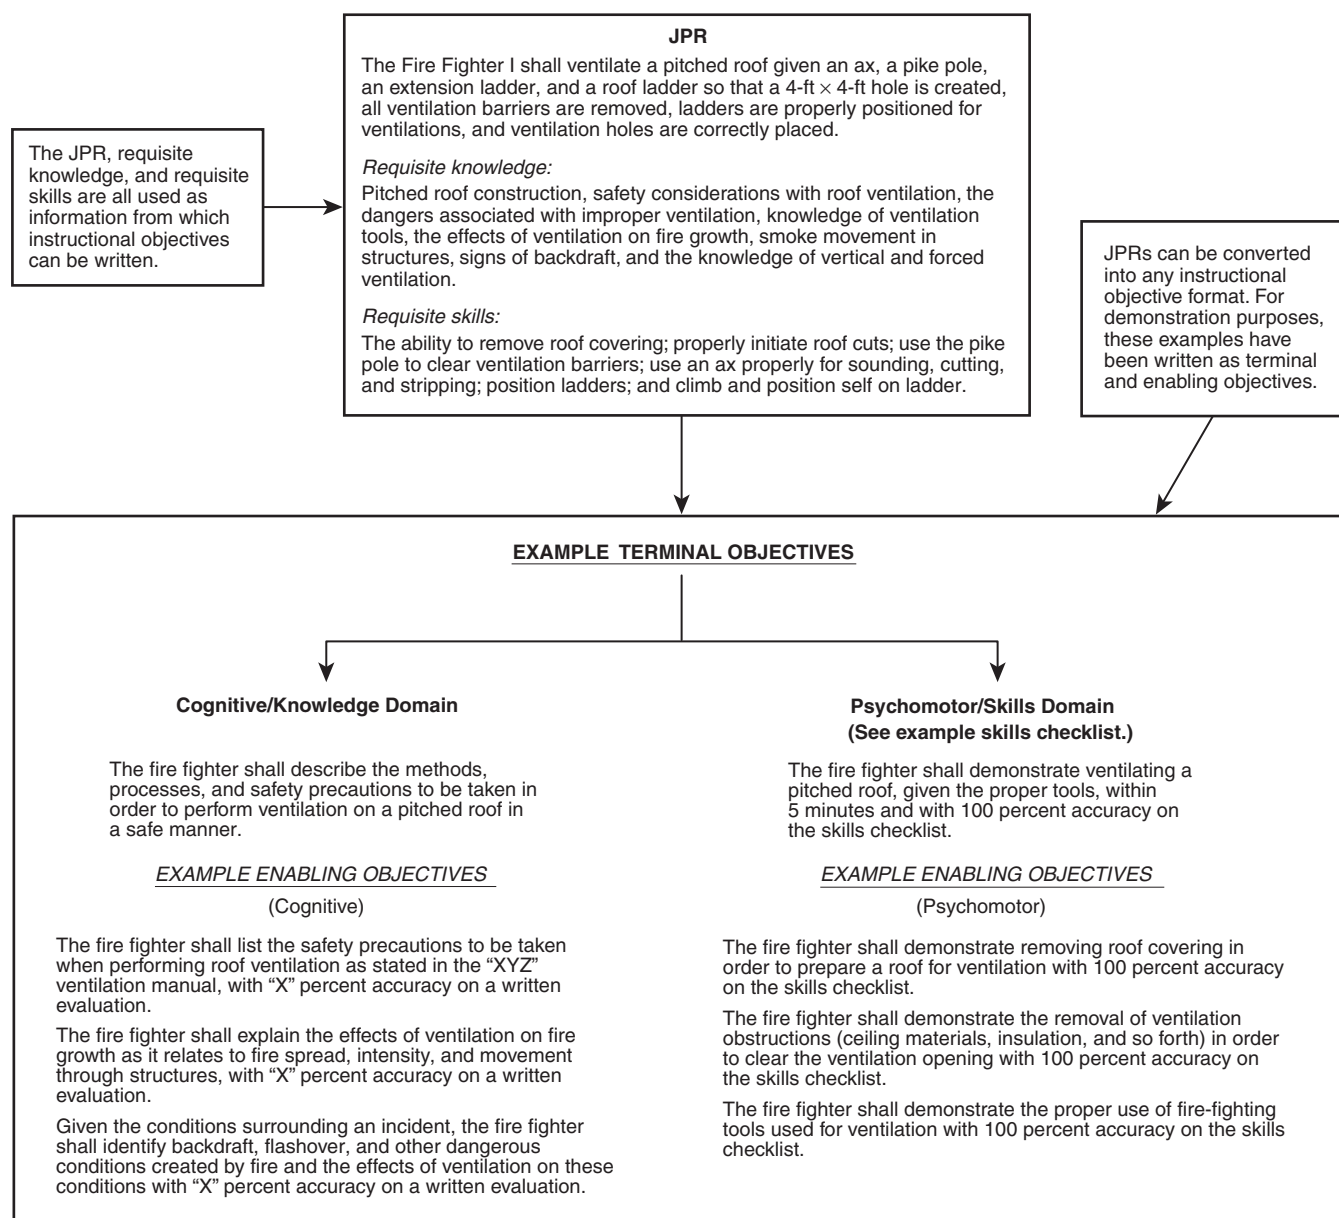 JPR
The Fire Fighter I shall ventilate a pitched roof given an ax, a pike pole,
an extension ladder, and a roof ladder so that a 4-ft × 4-ft hole is created,
all ventilation barriers are removed, ladders are properly positioned for
ventilations, and ventilation holes are correctly placed.
Requisite knowledge:
Pitched roof construction, safety considerations with roof ventilation, the
dangers associated with improper ventilation, knowledge of ventilation
tools, the effects of ventilation on fire growth, smoke movement in
structures, signs of backdraft, and the knowledge of vertical and forced
ventilation.
Requisite skills:
The ability to remove roof covering; properly initiate roof cuts; use the pike
pole to clear ventilation barriers; use an ax properly for sounding, cutting,
and stripping; position ladders; and climb and position self on ladder.
The JPR, requisite
knowledge, and requisite
skills are all used as
information from which
instructional objectives
can be written.
JPRs can be converted
into any instructional
objective format. For
demonstration purposes,
these examples have
been written as terminal
and enabling objectives.
EXAMPLE TERMINAL OBJECTIVES
Cognitive/Knowledge Domain
The fire fighter shall describe the methods,
processes, and safety precautions to be taken in
order to perform ventilation on a pitched roof in
a safe manner.
EXAMPLE ENABLING OBJECTIVES
(Cognitive)
The fire fighter shall list the safety precautions to be taken
when performing roof ventilation as stated in the “XYZ”
ventilation manual, with “X” percent accuracy on a written
evaluation.
The fire fighter shall explain the effects of ventilation on fire
growth as it relates to fire spread, intensity, and movement
through structures, with “X” percent accuracy on a written
evaluation.
Given the conditions surrounding an incident, the fire fighter
shall identify backdraft, flashover, and other dangerous
conditions created by fire and the effects of ventilation on these
conditions with “X” percent accuracy on a written evaluation.
Psychomotor/Skills Domain
(See example skills checklist.)
The fire fighter shall demonstrate ventilating a
pitched roof, given the proper tools, within
5 minutes and with 100 percent accuracy on
the skills checklist.
EXAMPLE ENABLING OBJECTIVES
(Psychomotor)
The fire fighter shall demonstrate removing roof covering in
order to prepare a roof for ventilation with 100 percent accuracy
on the skills checklist.
The fire fighter shall demonstrate the removal of ventilation
obstructions (ceiling materials, insulation, and so forth) in order
to clear the ventilation opening with 100 percent accuracy on
the skills checklist.
The fire fighter shall demonstrate the proper use of fire-fighting
tools used for ventilation with 100 percent accuracy on the skills
checklist.